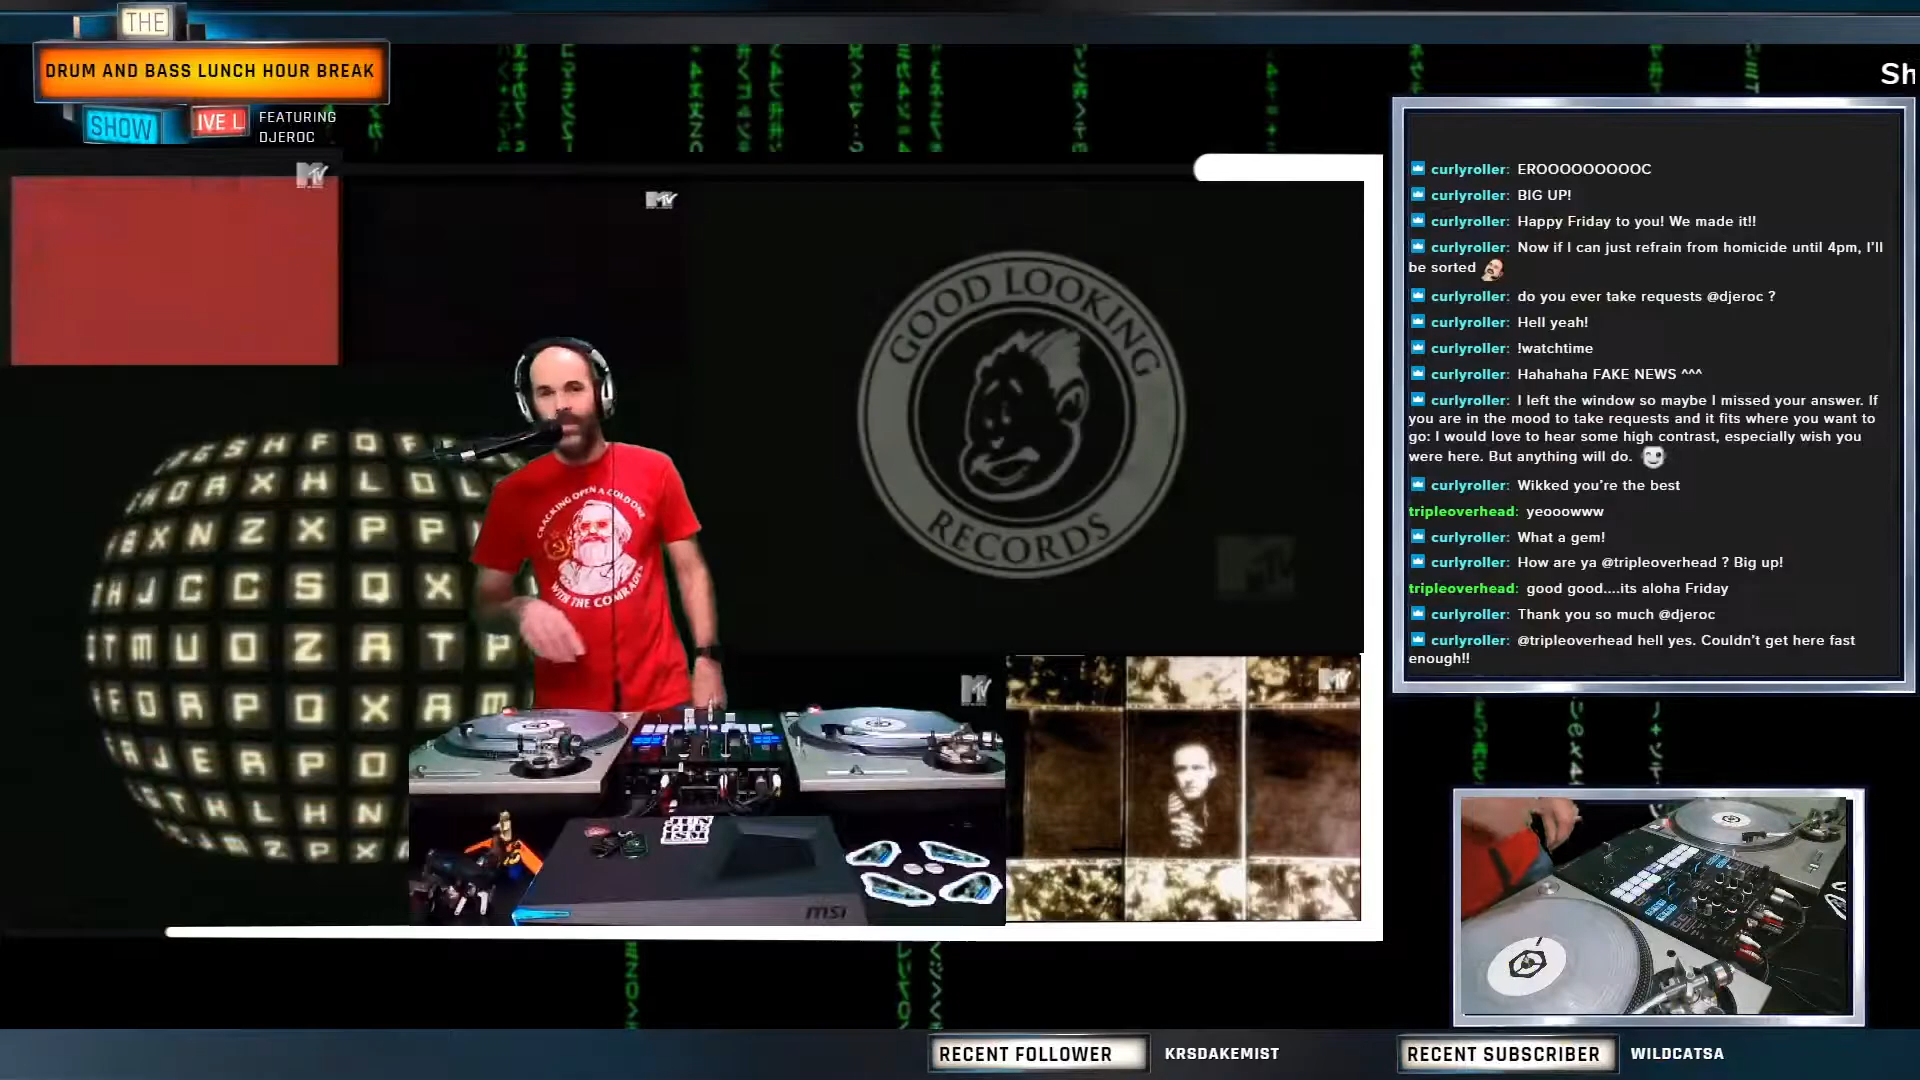 THE
DRUM AND BASS LUNCH HOUR BREAK
SHOW
IVE L
FEATURING
DJEROC
Sh
MTV
MTV
GOOD LOOKING
RECORDS
curlyroller: EROOOOOOOOOC
curlyroller: BIG UP!
curlyroller: Happy Friday to you! We made it!!
curlyroller: Now if I can just refrain from homicide until 4pm, I'll
be sorted
curlyroller: do you ever take requests @djeroc ?
curlyroller: Hell yeah!
curlyroller: !watchtime
curlyroller: Hahahaha FAKE NEWS ^^^
curlyroller: I left the window so maybe I missed your answer. If
you are in the mood to take requests and it fits where you want to
go: I would love to hear some high contrast, especially wish you
were here. But anything will do.
curlyroller: Wikked you're the best
tripleoverhead: yeooowww
curlyroller: What a gem!
curlyroller: How are ya @tripleoverhead ? Big up!
tripleoverhead: good good....its aloha Friday
curlyroller: Thank you so much @djeroc
curlyroller: @tripleoverhead hell yes. Couldn't get here fast
enough!!
CRACKING OPEN A COLD ONE
WITH THE COMRADES
G S H F O F
H O A X H L O L
B X N Z X P P
H J C C S Q X
T M U O Z A T P
F O A P Q X A M
A J E A P O
T H L H N
M Z P X
MTV
MTV
JUN
GLE
ISM
msi
RECENT FOLLOWER
KRSDAKEMIST
RECENT SUBSCRIBER
WILDCATSA